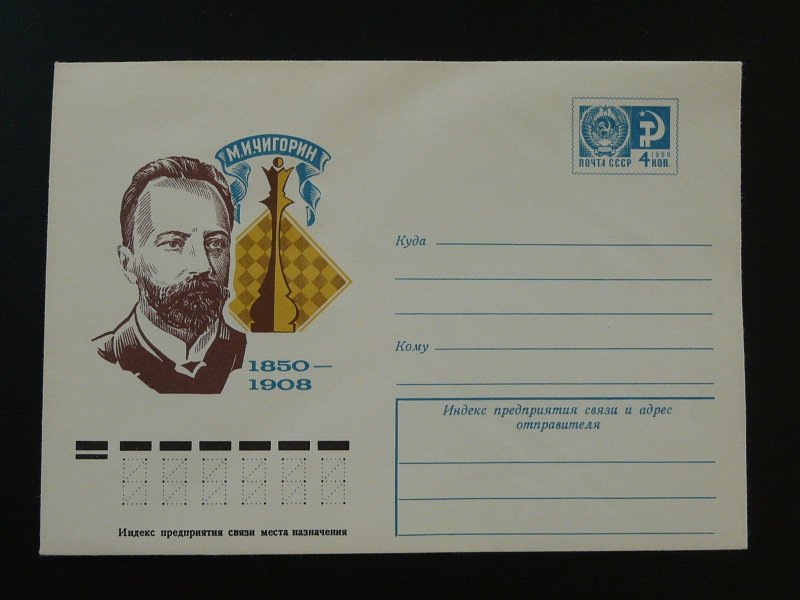 М.И.ЧИГОРИН
1850–
1908
ПОЧТА СССР
1966
4 КОП.
Куда
Кому
Индекс предприятия связи и адрес
отправителя
Индекс предприятия связи места назначения